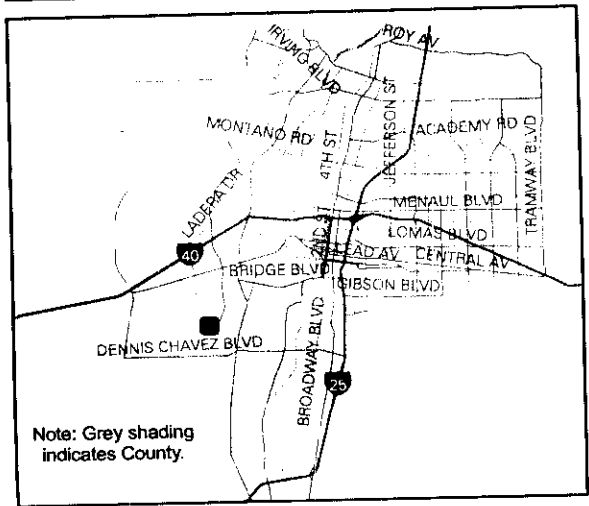 ROY AV
IRVING BLVD
MONTANO RD
ACADEMY RD
4TH ST
JEFFERSON ST
TRAMWAY BLVD
LADERA DR
MENAUL BLVD
2ND ST
LOMAS BLVD
40
LEAD AV
CENTRAL AV
BRIDGE BLVD
GIBSON BLVD
DENNIS CHAVEZ BLVD
BROADWAY BLVD
25
Note: Grey shading
indicates County.